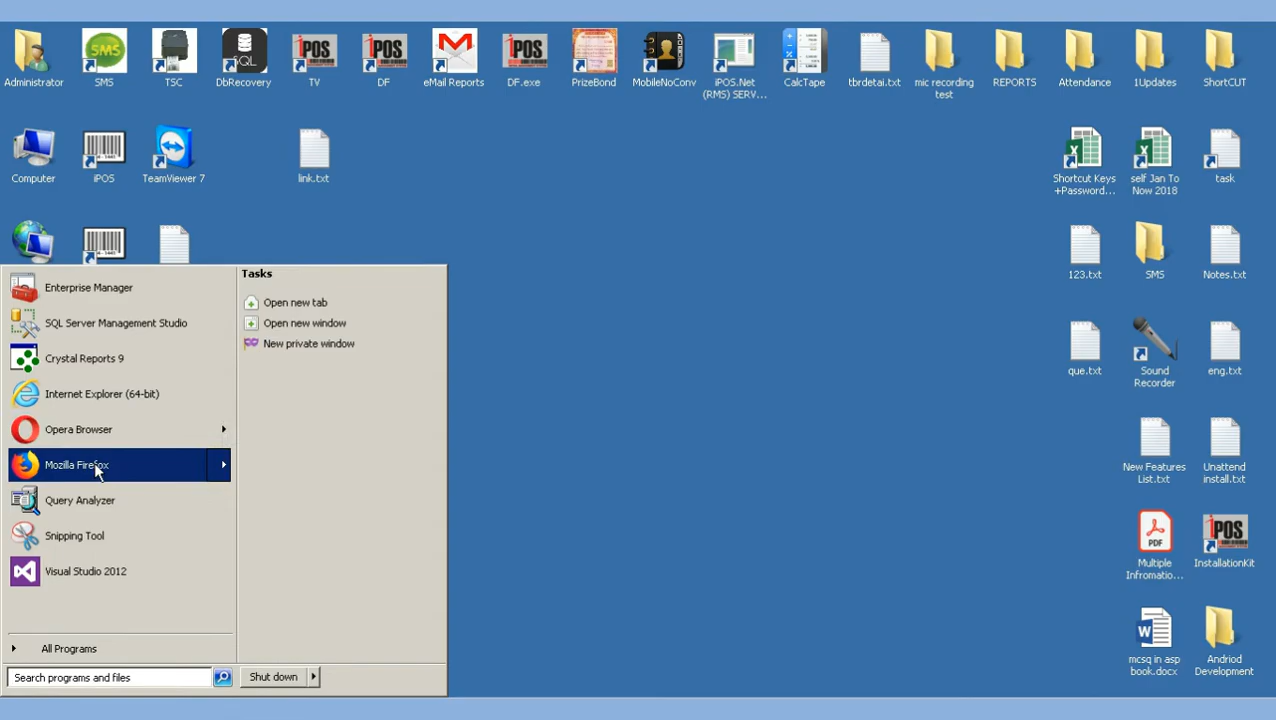 Administrator
SMS
TSC
DbRecovery
TV
DF
eMail Reports
DF.exe
PrizeBond
MobileNoConv
iPOS.Net
(RMS) SERV...
CalcTape
tbrdetai.txt
mic recording
test
REPORTS
Attendance
1Updates
ShortCUT
Computer
iPOS
TeamViewer 7
link.txt
Shortcut Keys
+Password...
self Jan To
Now 2018
task
123.txt
SMS
Notes.txt
que.txt
Sound
Recorder
eng.txt
New Features
List.txt
Unattend
install.txt
Multiple
Infromatio...
InstallationKit
mcsq in asp
book.docx
Andriod
Development
Enterprise Manager
SQL Server Management Studio
Crystal Reports 9
Internet Explorer (64-bit)
Opera Browser
Mozilla Firefox
Query Analyzer
Snipping Tool
Visual Studio 2012
All Programs
Search programs and files
Tasks
Open new tab
Open new window
New private window
Shut down